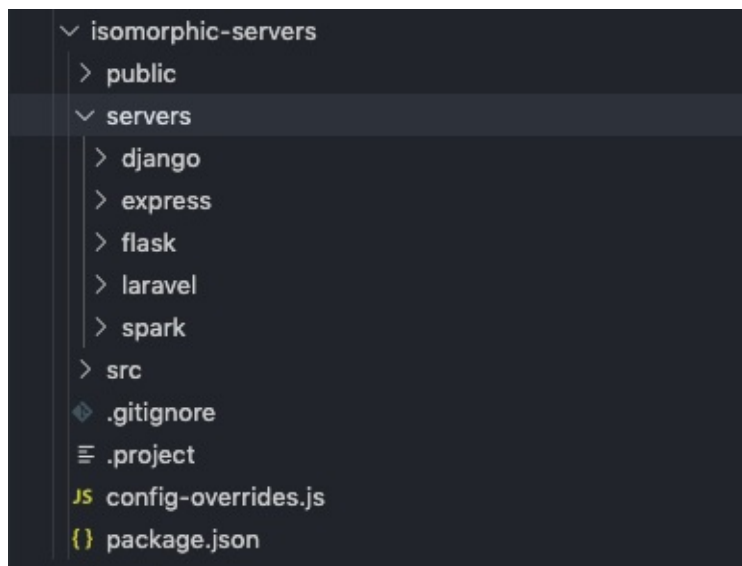 isomorphic-servers
public
servers
django
express
flask
laravel
spark
src
.gitignore
.project
JS config-overrides.js
{} package.json